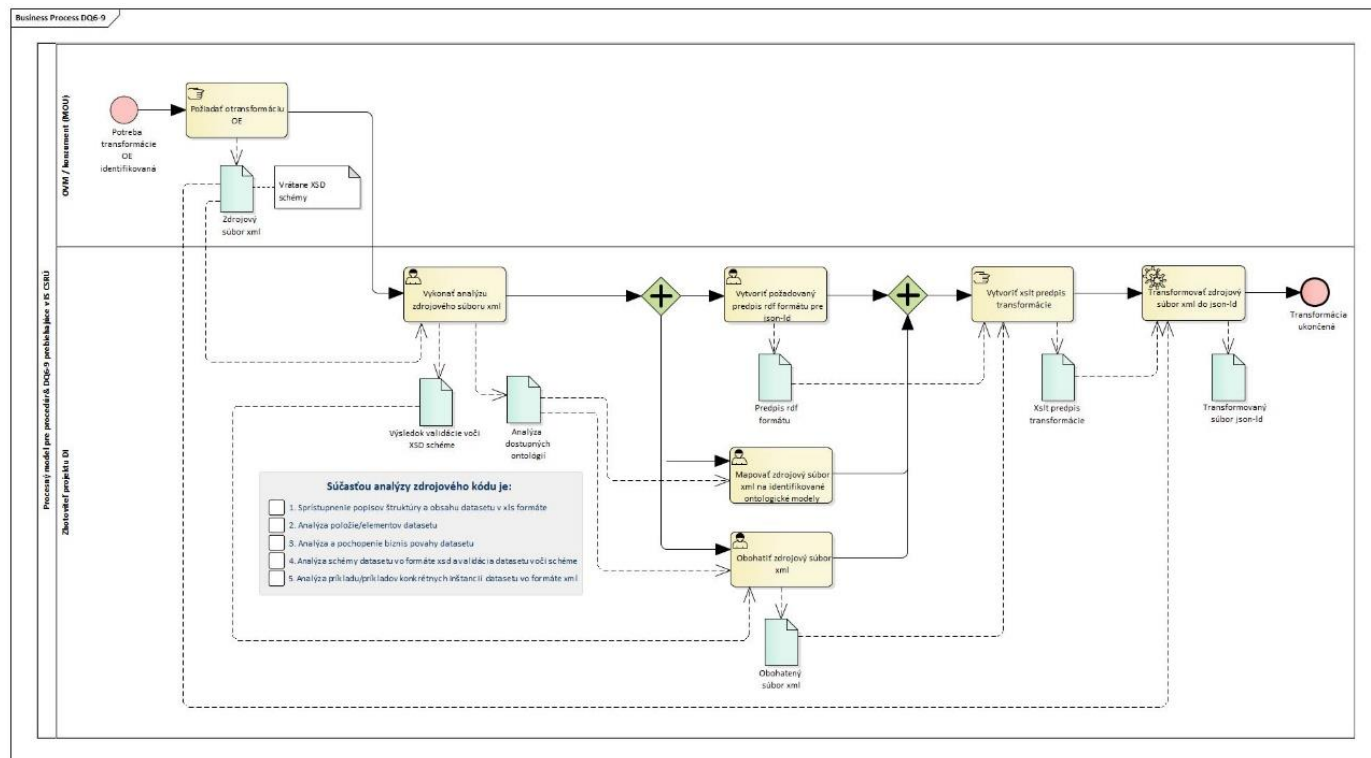 Business Process DQ6-9
Procesný model pre procedár& DQ6-9 prebiehajúce v IS CSRÚ
OVM / konzument (MOU)
Potreba
transformácie
OE
identifikovaná
Požiadať otransformáciu
OE
Vrátane XSD
schémy
Zdrojový
súbor xml
Zhotoviteľ projektu DI
Vykonať analýzu
zdrojového súboru xml
Vytvoriť požadovaný
predpis rdf formátu pre
json-ld
Vytvoriť xslt predpis
transformácie
Transformovať zdrojový
súbor xml do json-ld
Transformácia
ukončená
Výsledok validácie voči
XSD schéme
Analýza
dostupných
ontológií
Predpis rdf
formátu
Xslt predpis
transformácie
Transformovaný
súbor json-ld
Mapovať zdrojový súbor
xml na identifikované
ontologické modely
Súčasťou analýzy zdrojového kódu je:
1. Sprístupnenie popisov štruktúry a obsahu datasetu v xls formáte
2. Analýza položie/elementov datasetu
3. Analýza a pochopenie biznis povahy datasetu
4. Analýza schémy datasetu vo formáte xsd a validácia datasetu voči schéme
5. Analýza príkladu/príkladov konkrétnych inštancií datasetu vo formáte xml
Obohatiť zdrojový súbor
xml
Obohatený
súbor xml